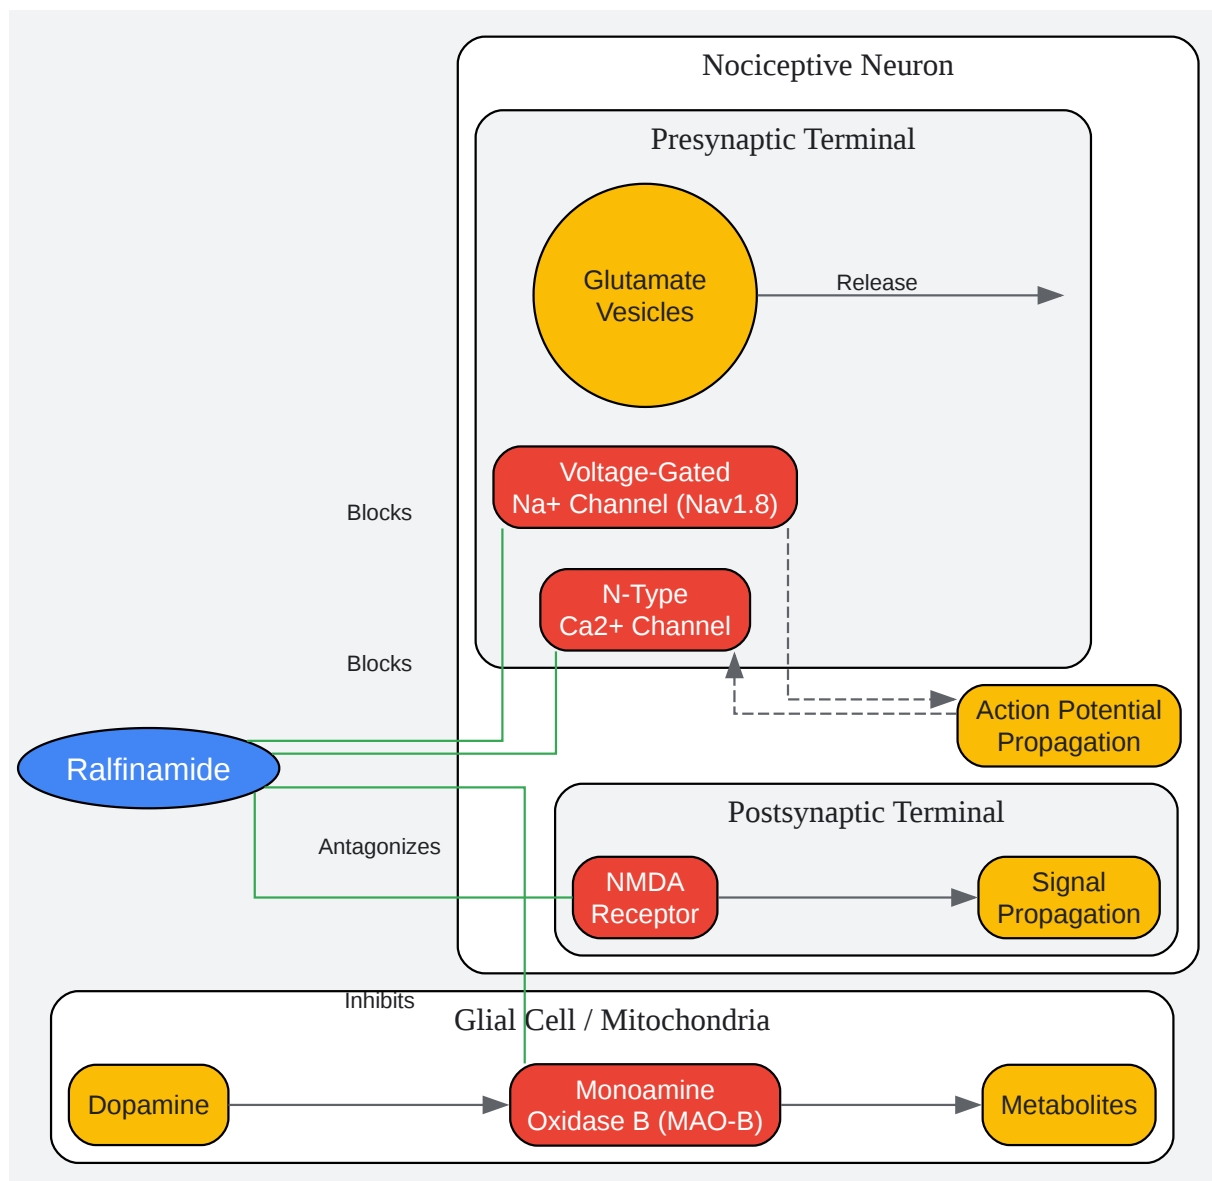 Nociceptive Neuron
Presynaptic Terminal
Glutamate
Vesicles
Release
Voltage-Gated
Na+ Channel (Nav1.8)
Blocks
N-Type
Ca2+ Channel
Blocks
Action Potential
Propagation
Ralfinamide
Postsynaptic Terminal
Antagonizes
NMDA
Receptor
Signal
Propagation
Inhibits
Glial Cell / Mitochondria
Dopamine
Monoamine
Oxidase B (MAO-B)
Metabolites